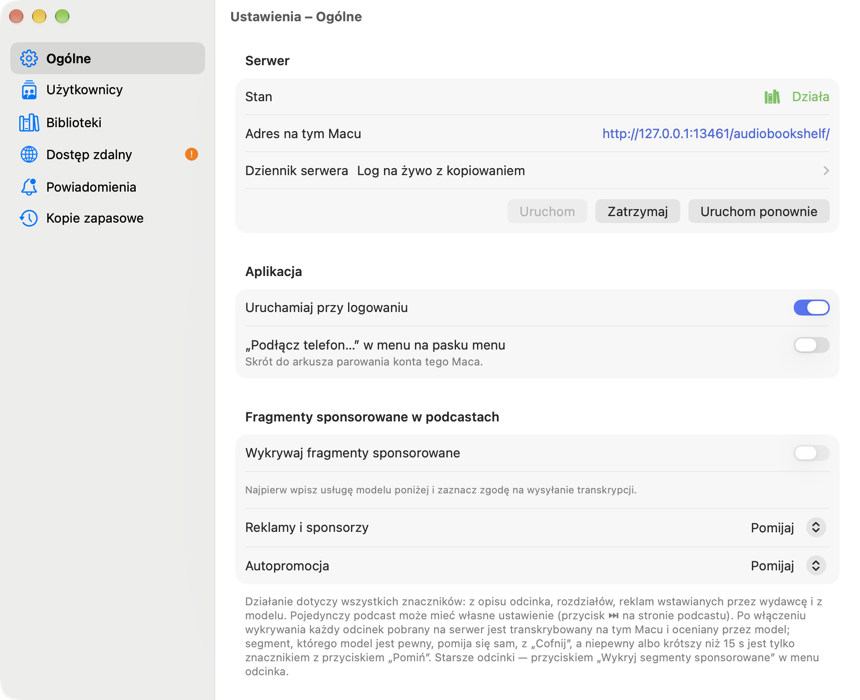 Ustawienia – Ogólne
Ogólne
Użytkownicy
Biblioteki
Dostęp zdalny
!
Powiadomienia
Kopie zapasowe
Serwer
Stan
Działa
Adres na tym Macu
http://127.0.0.1:13461/audiobookshelf/
Dziennik serwera Log na żywo z kopiowaniem
Uruchom
Zatrzymaj
Uruchom ponownie
Aplikacja
Uruchamiaj przy logowaniu
„Podłącz telefon…” w menu na pasku menu
Skrót do arkusza parowania konta tego Maca.
Fragmenty sponsorowane w podcastach
Wykrywaj fragmenty sponsorowane
Najpierw wpisz usługę modelu poniżej i zaznacz zgodę na wysyłanie transkrypcji.
Reklamy i sponsorzy
Pomijaj
Autopromocja
Pomijaj
Działanie dotyczy wszystkich znaczników: z opisu odcinka, rozdziałów, reklam wstawianych przez wydawcę i z
modelu. Pojedynczy podcast może mieć własne ustawienie (przycisk ⏭ na stronie podcastu). Po włączeniu
wykrywania każdy odcinek pobrany na serwer jest transkrybowany na tym Macu i oceniany przez model;
segment, którego model jest pewny, pomija się sam, z „Cofnij”, a niepewny albo krótszy niż 15 s jest tylko
znacznikiem z przyciskiem „Pomiń”. Starsze odcinki — przyciskiem „Wykryj segmenty sponsorowane” w menu
odcinka.